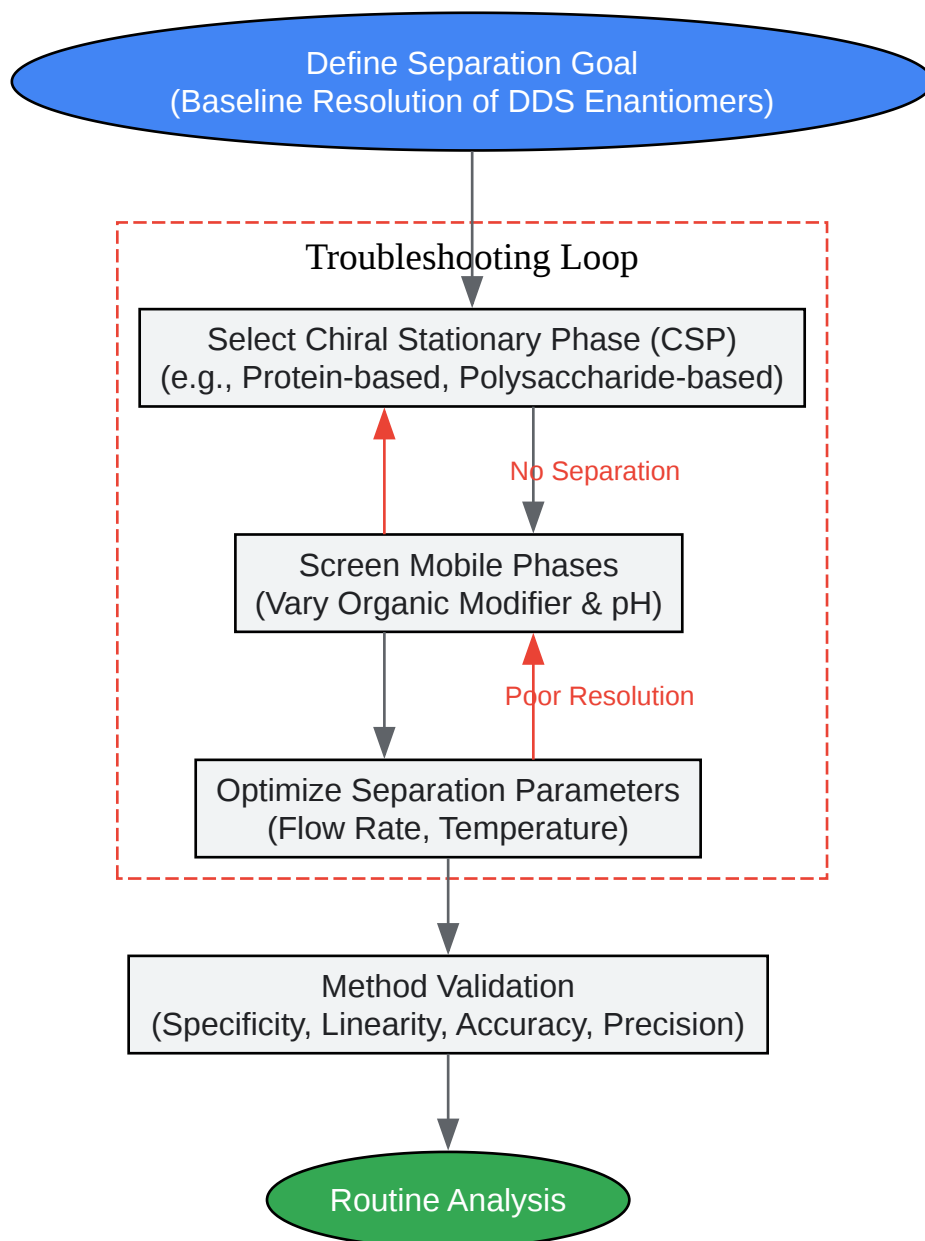 Define Separation Goal
(Baseline Resolution of DDS Enantiomers)
Troubleshooting Loop
Select Chiral Stationary Phase (CSP)
(e.g., Protein-based, Polysaccharide-based)
No Separation
Screen Mobile Phases
(Vary Organic Modifier & pH)
Poor Resolution
Optimize Separation Parameters
(Flow Rate, Temperature)
Method Validation
(Specificity, Linearity, Accuracy, Precision)
Routine Analysis